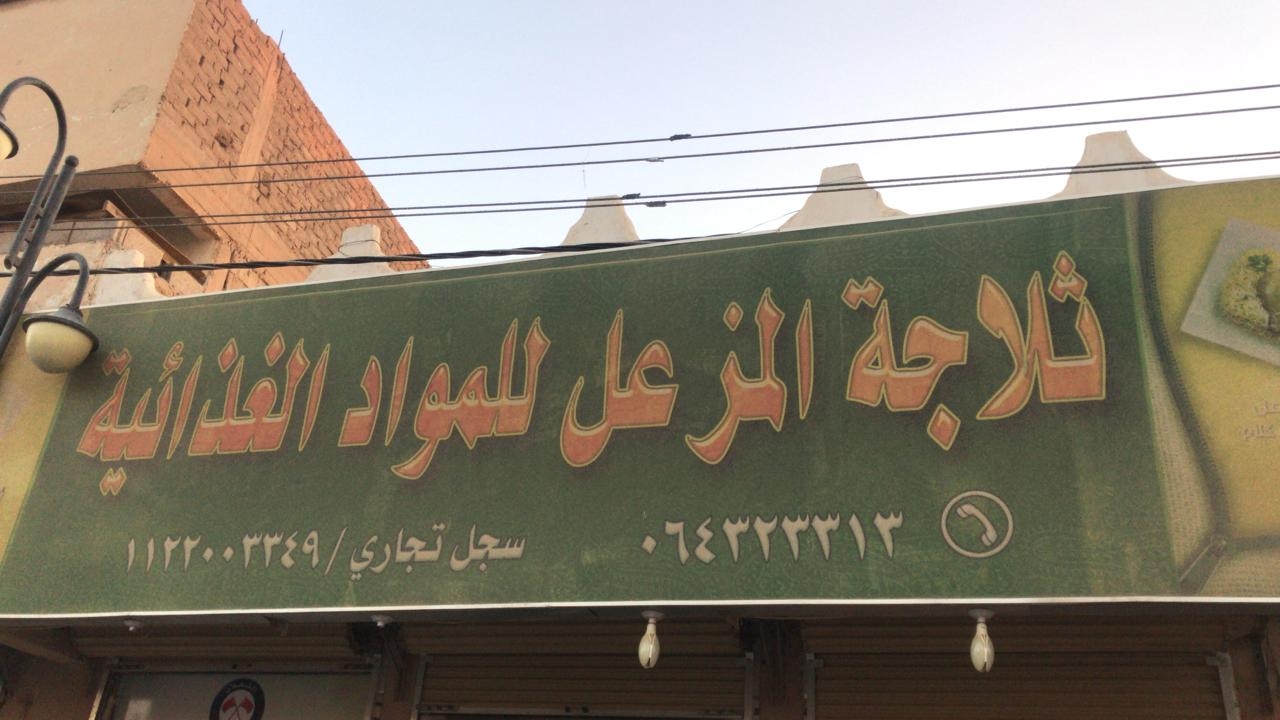 ثلاجة المزعل للمواد الغذائية
٠٦٤٣٢٣٣١٣
سجل تجاري / ١١٢٢٠٠٣٣٤٩